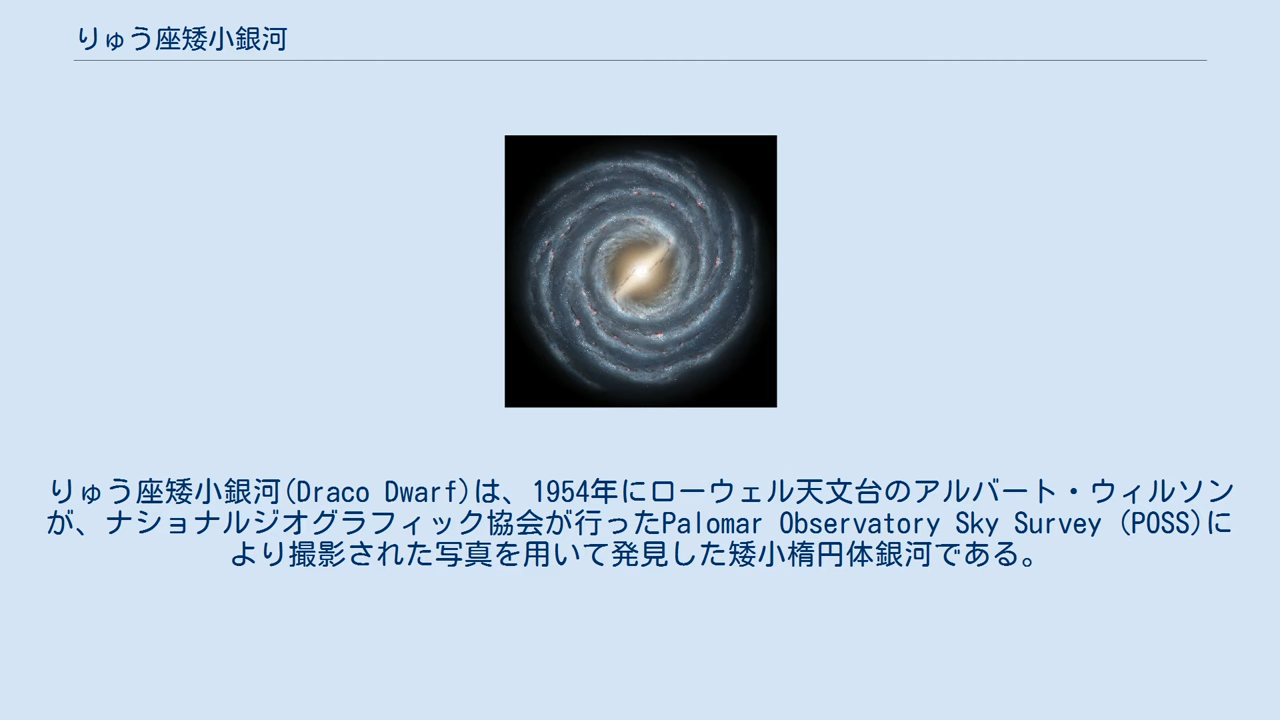 りゅう座矮小銀河
りゅう座矮小銀河(Draco Dwarf)は、1954年にローウェル天文台のアルバート・ウィルソン
が、ナショナルジオグラフィック協会が行ったPalomar Observatory Sky Survey (POSS)に
より撮影された写真を用いて発見した矮小楕円体銀河である。